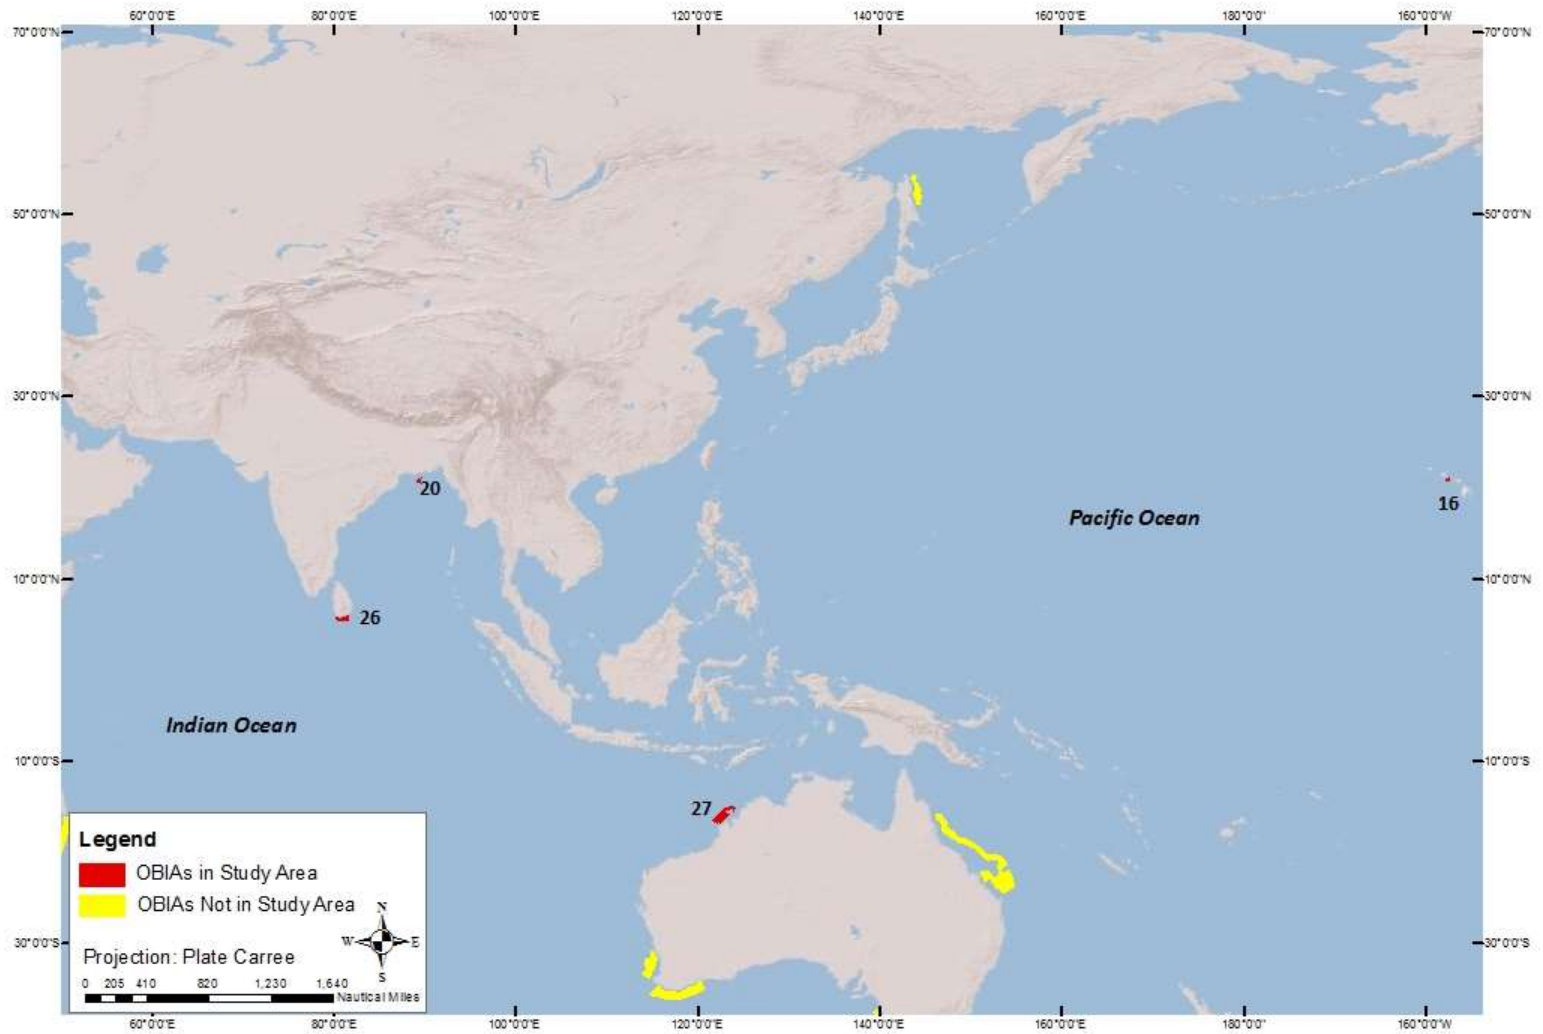 60°0'0"E 80°0'0"E 100°0'0"E 120°0'0"E 140°0'0"E 160°0'0"E 180°0'0" 160°0'0"W
70°0'0"N 70°0'0"N
50°0'0"N 50°0'0"N
30°0'0"N 30°0'0"N
20
16
Pacific Ocean
10°0'0"N 10°0'0"N
26
Indian Ocean
10°0'0"S 10°0'0"S
27
Legend
OBIAs in Study Area
OBIAs Not in Study Area
N
W E
S
30°0'0"S 30°0'0"S
Projection: Plate Carree
0 205 410 820 1,230 1,640
Nautical Miles
60°0'0"E 80°0'0"E 100°0'0"E 120°0'0"E 140°0'0"E 160°0'0"E 180°0'0" 160°0'0"W